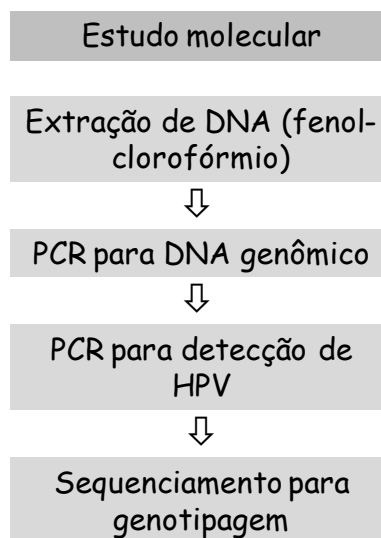 Estudo molecular
Extração de DNA (fenol-
clorofórmio)
PCR para DNA genômico
PCR para detecção de
HPV
Sequenciamento para
genotipagem